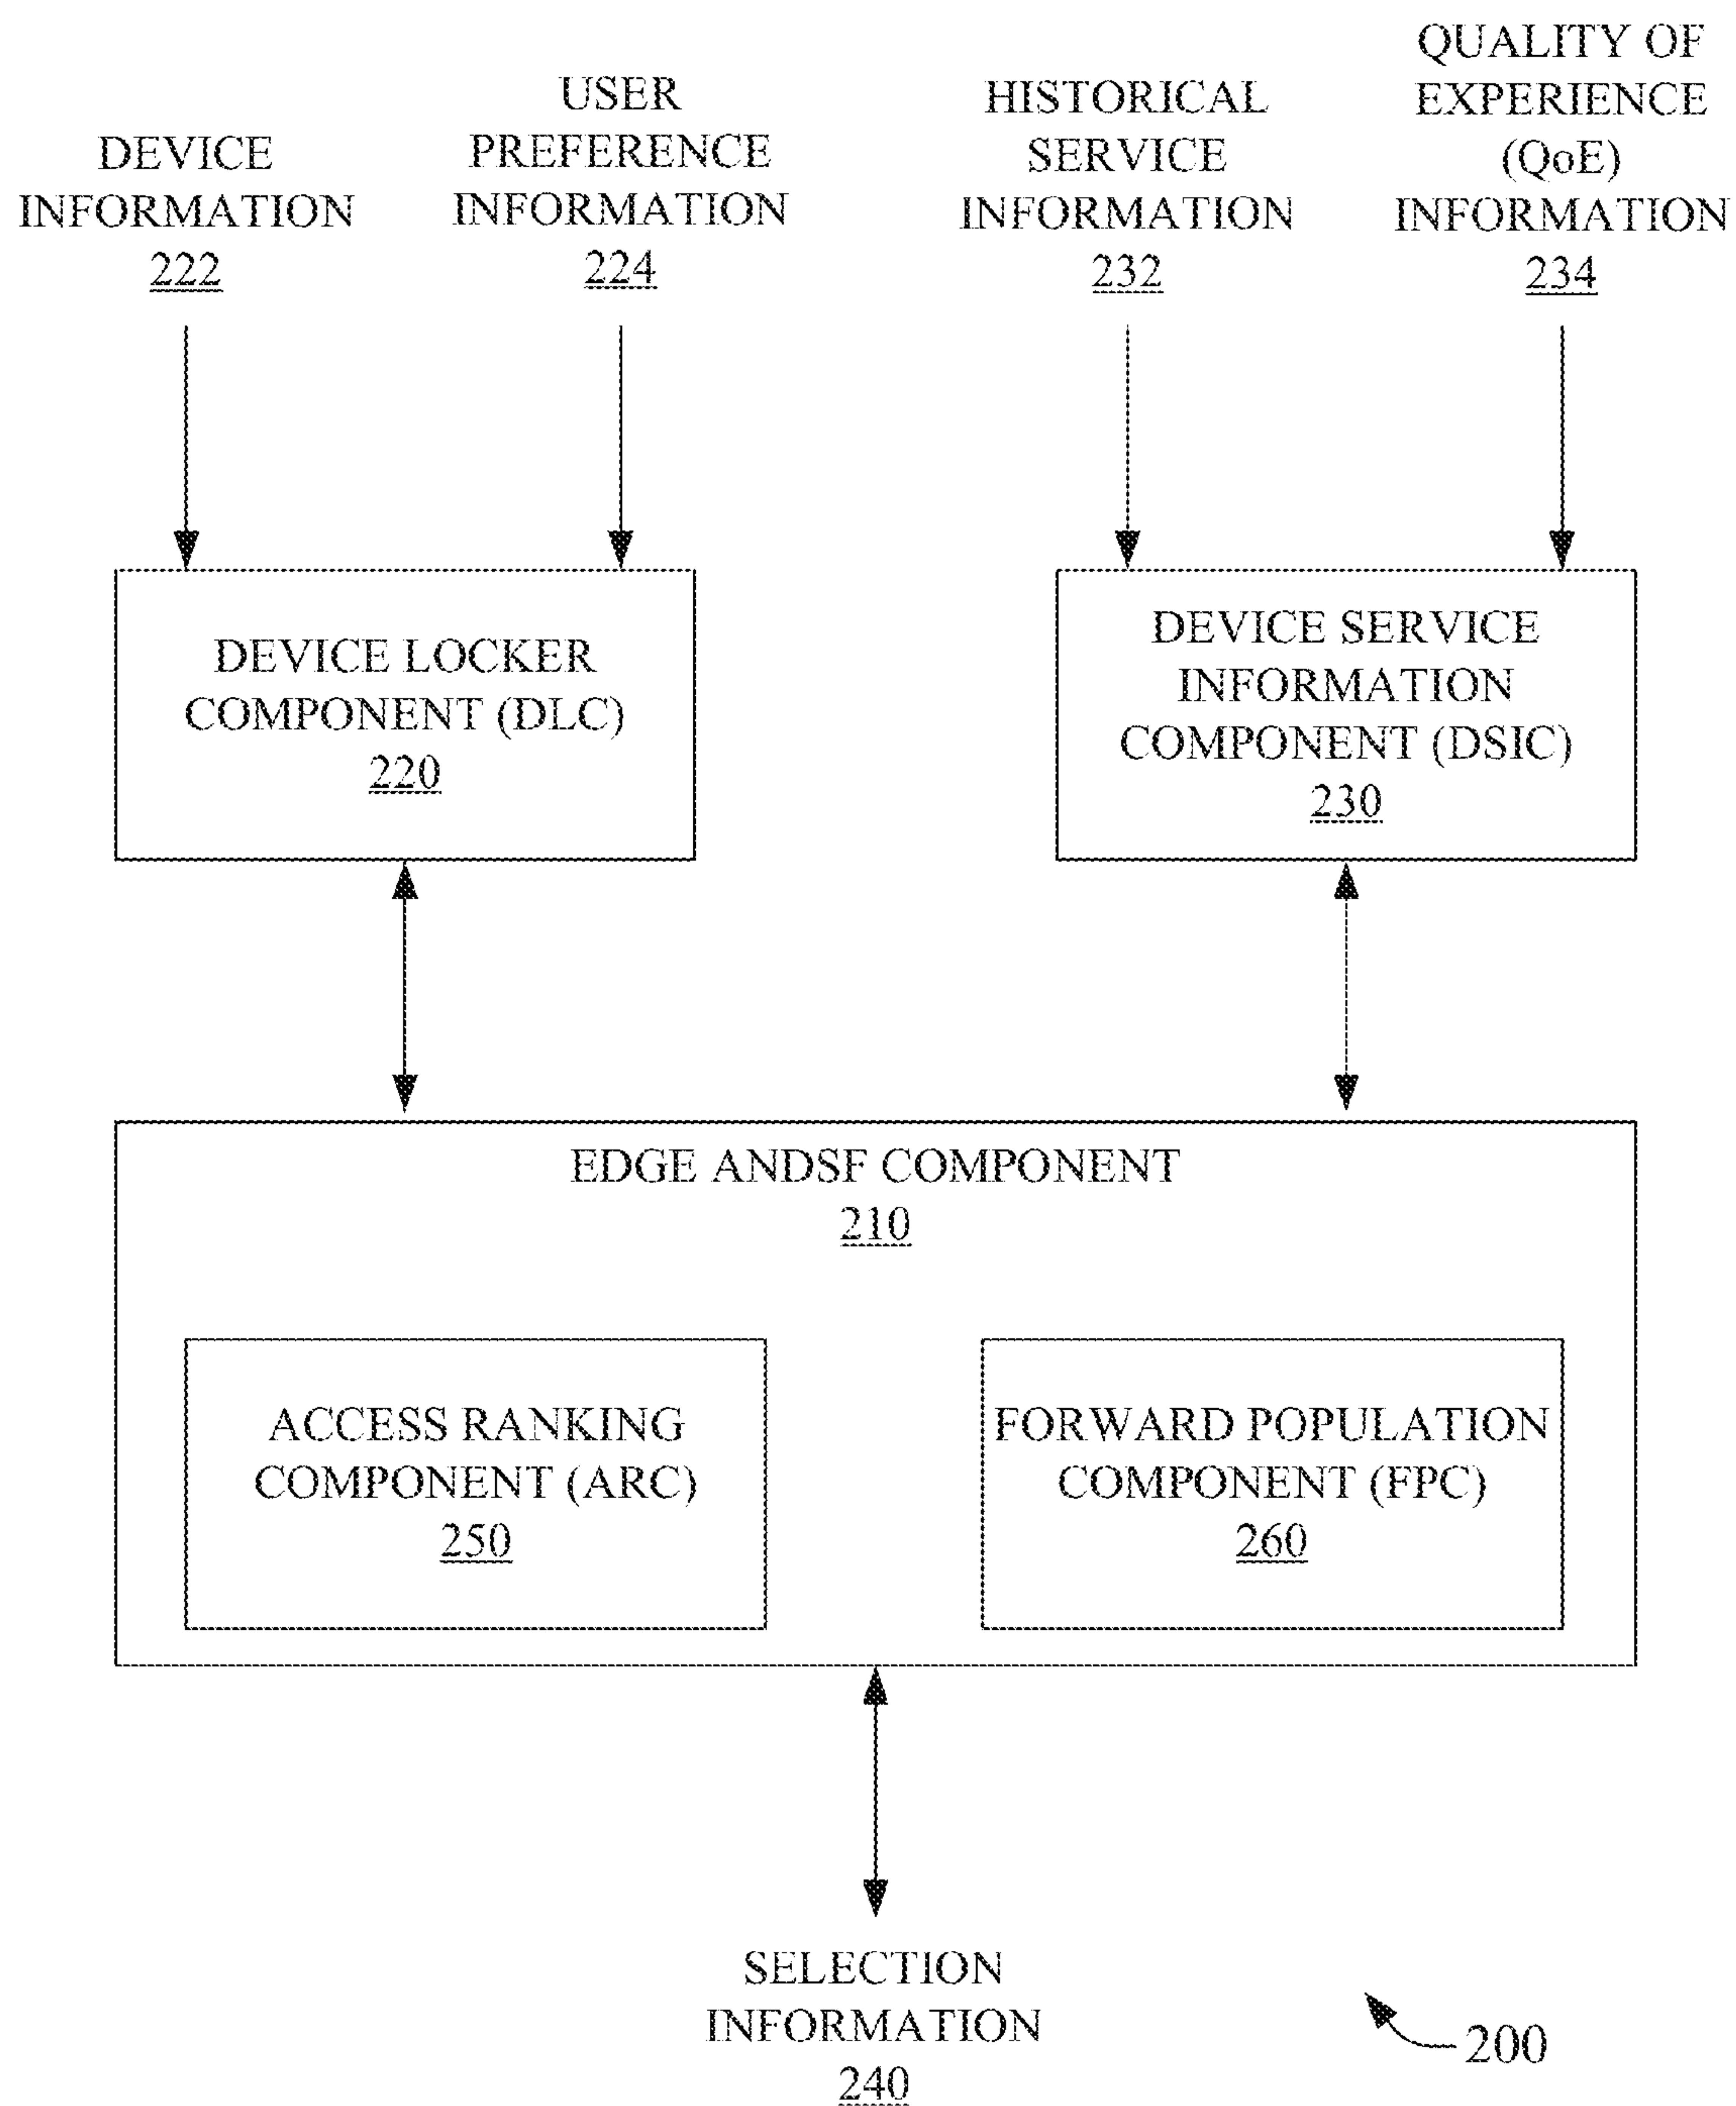 DEVICE
INFORMATION
222
USER
PREFERENCE
INFORMATION
224
HISTORICAL
SERVICE
INFORMATION
232
QUALITY OF
EXPERIENCE
(QoE)
INFORMATION
234
DEVICE LOCKER
COMPONENT (DLC)
220
DEVICE SERVICE
INFORMATION
COMPONENT (DSIC)
230
EDGE ANDSF COMPONENT
210
ACCESS RANKING
COMPONENT (ARC)
250
FORWARD POPULATION
COMPONENT (FPC)
260
SELECTION
INFORMATION
240
200